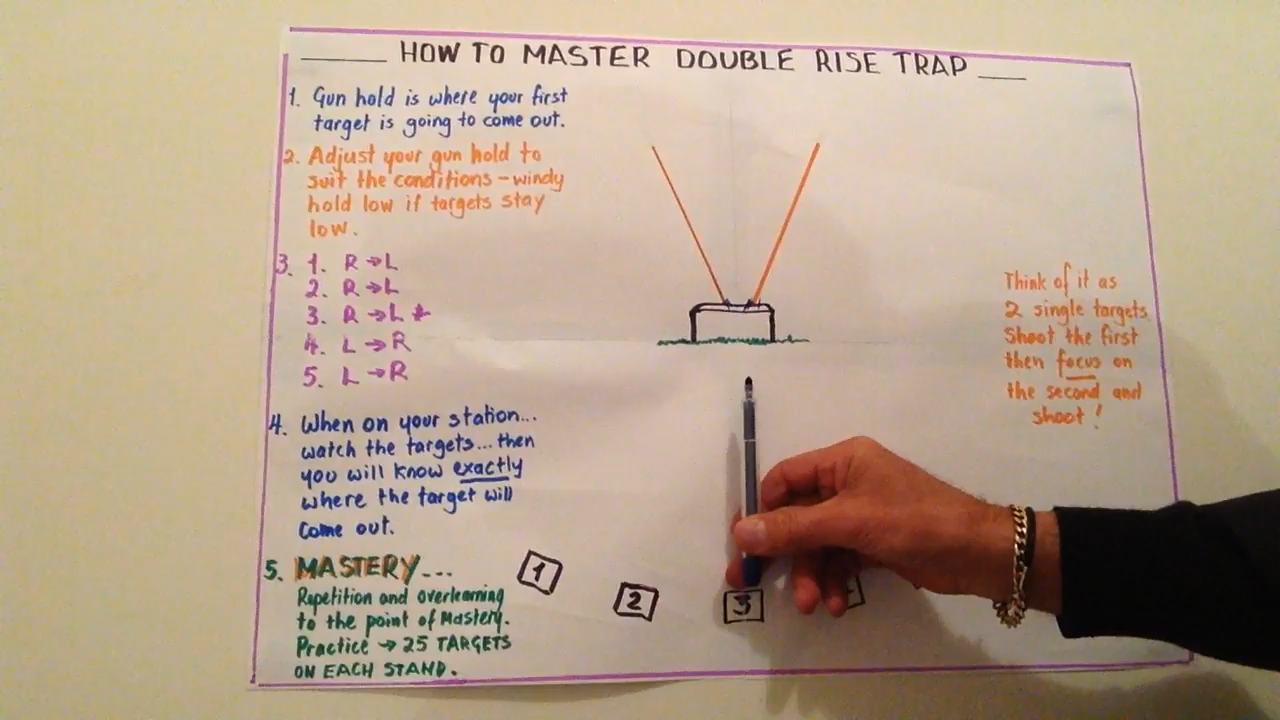 HOW TO MASTER DOUBLE RISE TRAP
1. Gun hold is where your first
target is going to come out.
2. Adjust your gun hold to
suit the conditions - windy
hold low if targets stay
low.
3. 1. R → L
2. R → L
3. R → L *
4. L → R
5. L → R
4. When on your station...
watch the targets... then
you will know exactly
where the target will
come out.
5. MASTERY...
Repetition and overlearning
to the point of Mastery.
Practice → 25 TARGETS
ON EACH STAND.
Think of it as
2 single targets
Shoot the first
then focus on
the second and
shoot!
1
2
3